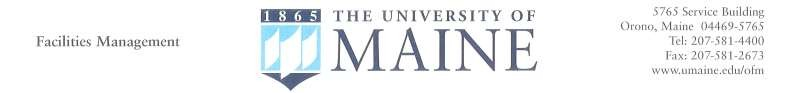 Facilities Management
1865
THE UNIVERSITY OF
MAINE
5765 Service Building
Orono, Maine 04469-5765
Tel: 207-581-4400
Fax: 207-581-2673
www.umaine.edu/ofm